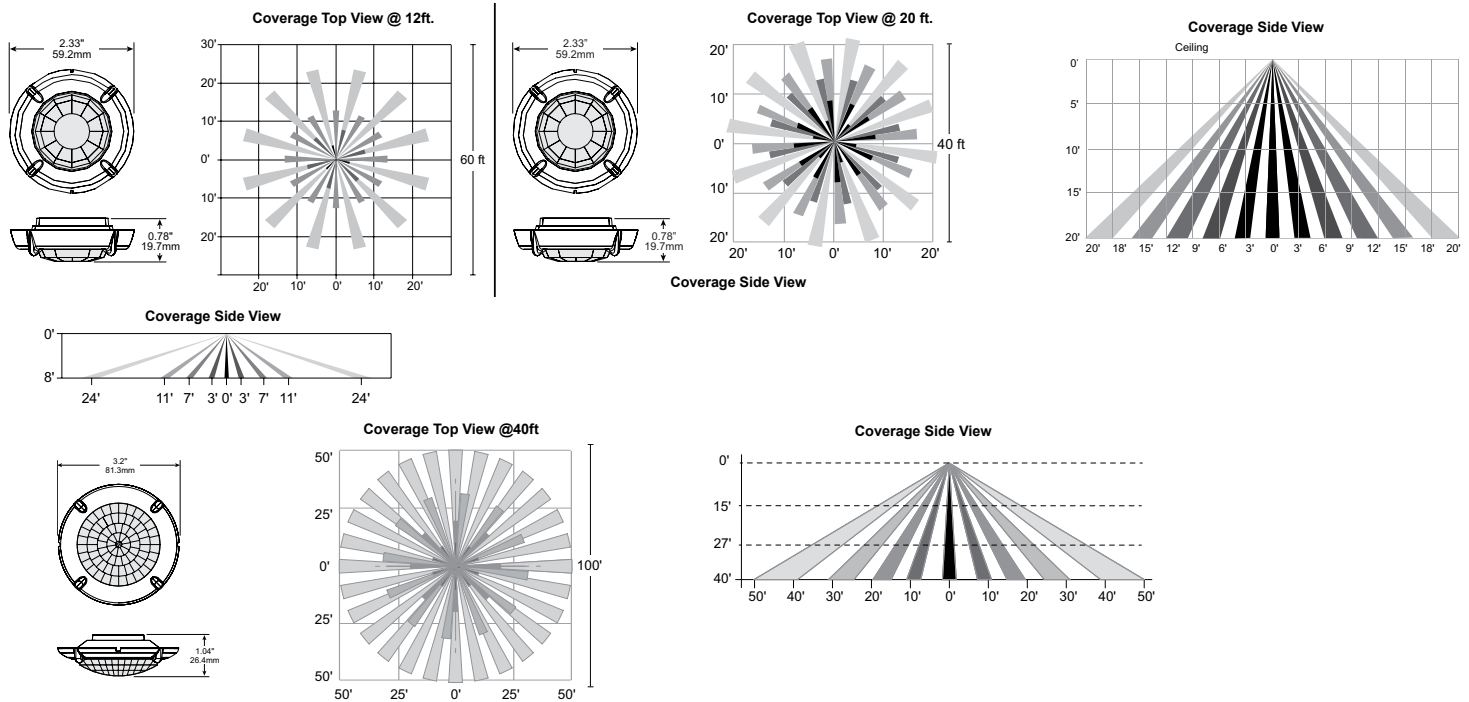 Coverage Top View @ 12ft.
2.33"
59.2mm
30'
20'
10'
0'
10'
20'
60 ft
20' 10' 0' 10' 20'
0.78"
19.7mm
Coverage Top View @ 20 ft.
2.33"
59.2mm
20'
10'
0'
10'
20'
40 ft
20' 10' 0' 10' 20'
0.78"
19.7mm
Coverage Side View
Coverage Side View
Ceiling
0'
5'
10'
15'
20'
20' 18' 15' 12' 9' 6' 3' 0' 3' 6' 9' 12' 15' 18' 20'
Coverage Side View
0'
8'
24' 11' 7' 3' 0' 3' 7' 11' 24'
Coverage Top View @40ft
3.2"
81.3mm
50'
25'
0'
25'
50'
100'
50' 25' 0' 25' 50'
1.04"
26.4mm
Coverage Side View
0'
15'
27'
40'
50' 40' 30' 20' 10' 0' 10' 20' 30' 40' 50'